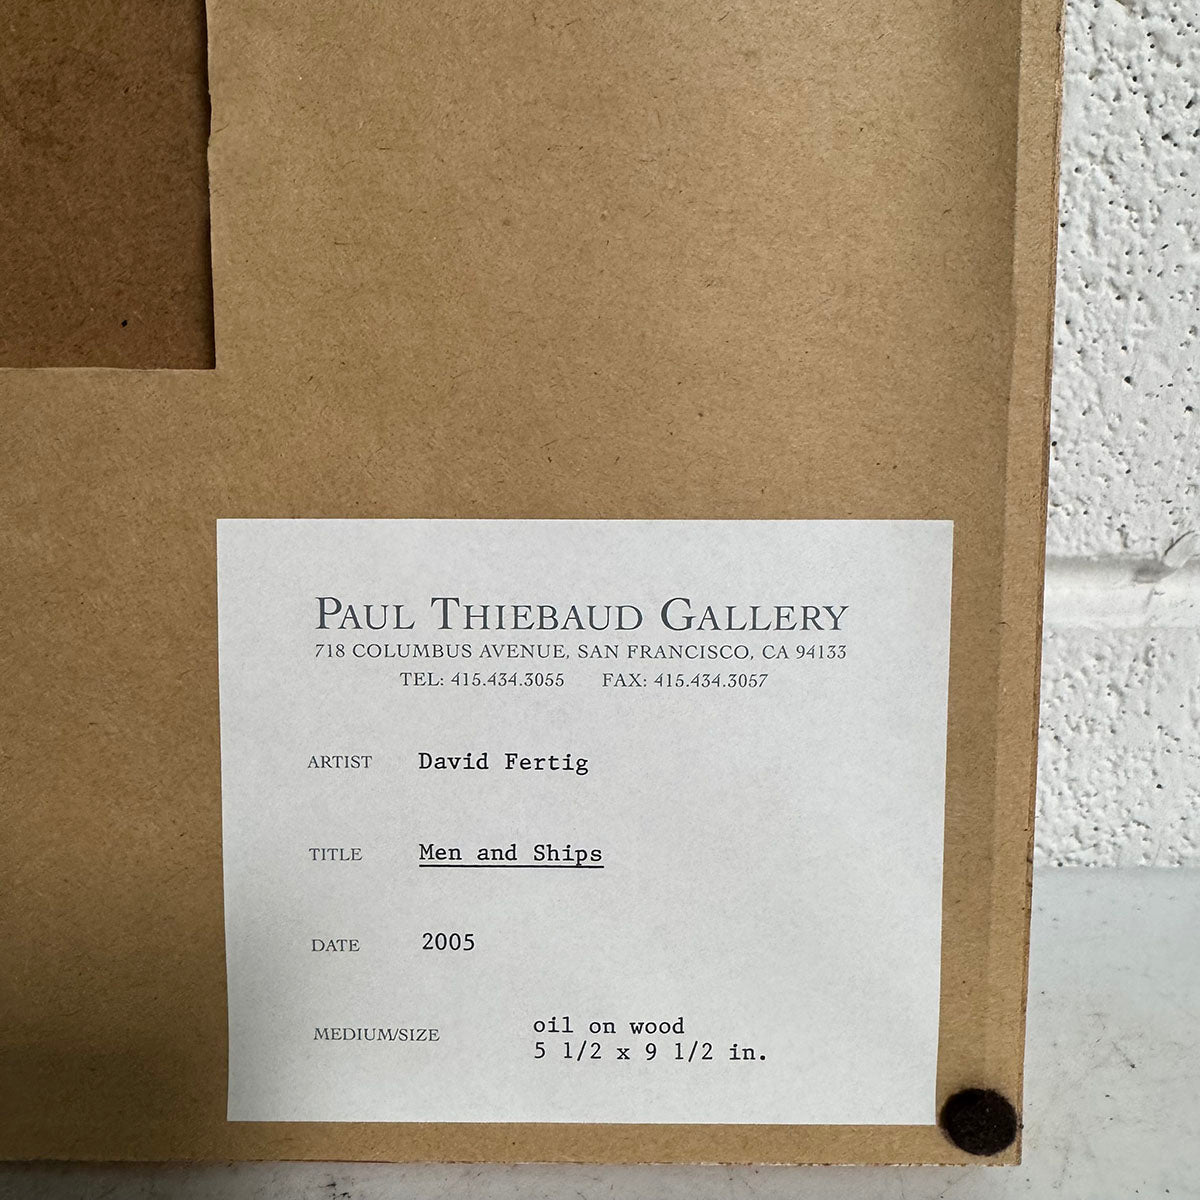 PAUL THIEBAUD GALLERY
718 COLUMBUS AVENUE, SAN FRANCISCO, CA 94133
TEL: 415.434.3055 FAX: 415.434.3057
ARTIST David Fertig
TITLE Men and Ships
DATE 2005
MEDIUM/SIZE oil on wood
5 1/2 x 9 1/2 in.